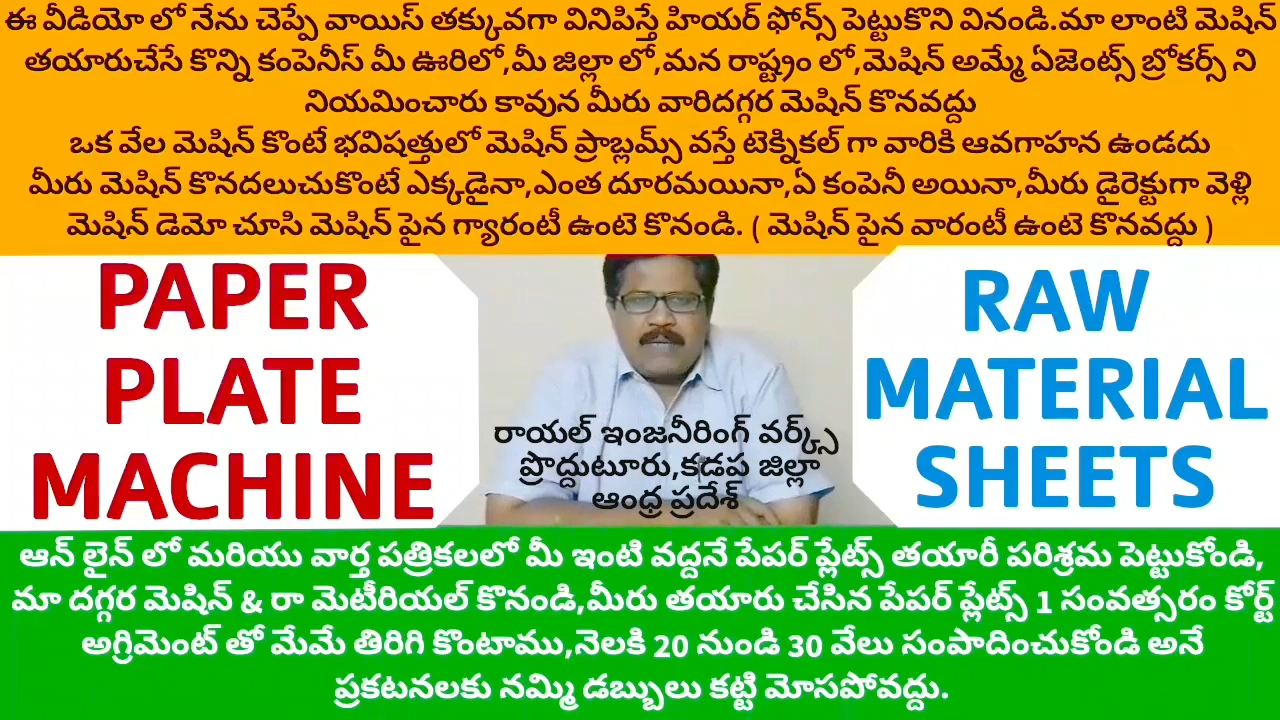 ఈ వీడియో లో నేను చెప్పే వాయిస్ తక్కువగా వినిపిస్తే హియర్ ఫోన్స్ పెట్టుకొని వినండి.మా లాంటి మెషిన్
తయారుచేసే కొన్ని కంపెనీస్ మీ ఊరిలో,మీ జిల్లా లో,మన రాష్ట్రం లో,మెషిన్ అమ్మే ఏజెంట్స్ బ్రోకర్స్ ని
నియమించారు కావున మీరు వారిదగ్గర మెషిన్ కొనవద్దు
ఒక వేల మెషిన్ కొంటే భవిషత్తులో మెషిన్ ప్రాబ్లమ్స్ వస్తే టెక్నికల్ గా వారికి ఆవగాహన ఉండదు
మీరు మెషిన్ కొనదలుచుకొంటే ఎక్కడైనా,ఎంత దూరమయినా,ఏ కంపెనీ అయినా,మీరు డైరెక్టుగా వెళ్లి
మెషిన్ డెమో చూసి మెషిన్ పైన గ్యారంటీ ఉంటె కొనండి. ( మెషిన్ పైన వారంటీ ఉంటె కొనవద్దు )
PAPER
PLATE
MACHINE
రాయల్ ఇంజనీరింగ్ వర్క్స్
ప్రొద్దుటూరు,కడప జిల్లా
ఆంధ్ర ప్రదేశ్
RAW
MATERIAL
SHEETS
ఆన్ లైన్ లో మరియు వార్త పత్రికలలో మీ ఇంటి వద్దనే పేపర్ ప్లేట్స్ తయారీ పరిశ్రమ పెట్టుకోండి,
మా దగ్గర మెషిన్ & రా మెటీరియల్ కొనండి,మీరు తయారు చేసిన పేపర్ ప్లేట్స్ 1 సంవత్సరం కోర్ట్
అగ్రిమెంట్ తో మేమే తిరిగి కొంటాము,నెలకి 20 నుండి 30 వేలు సంపాదించుకోండి అనే
ప్రకటనలకు నమ్మి డబ్బులు కట్టి మోసపోవద్దు.